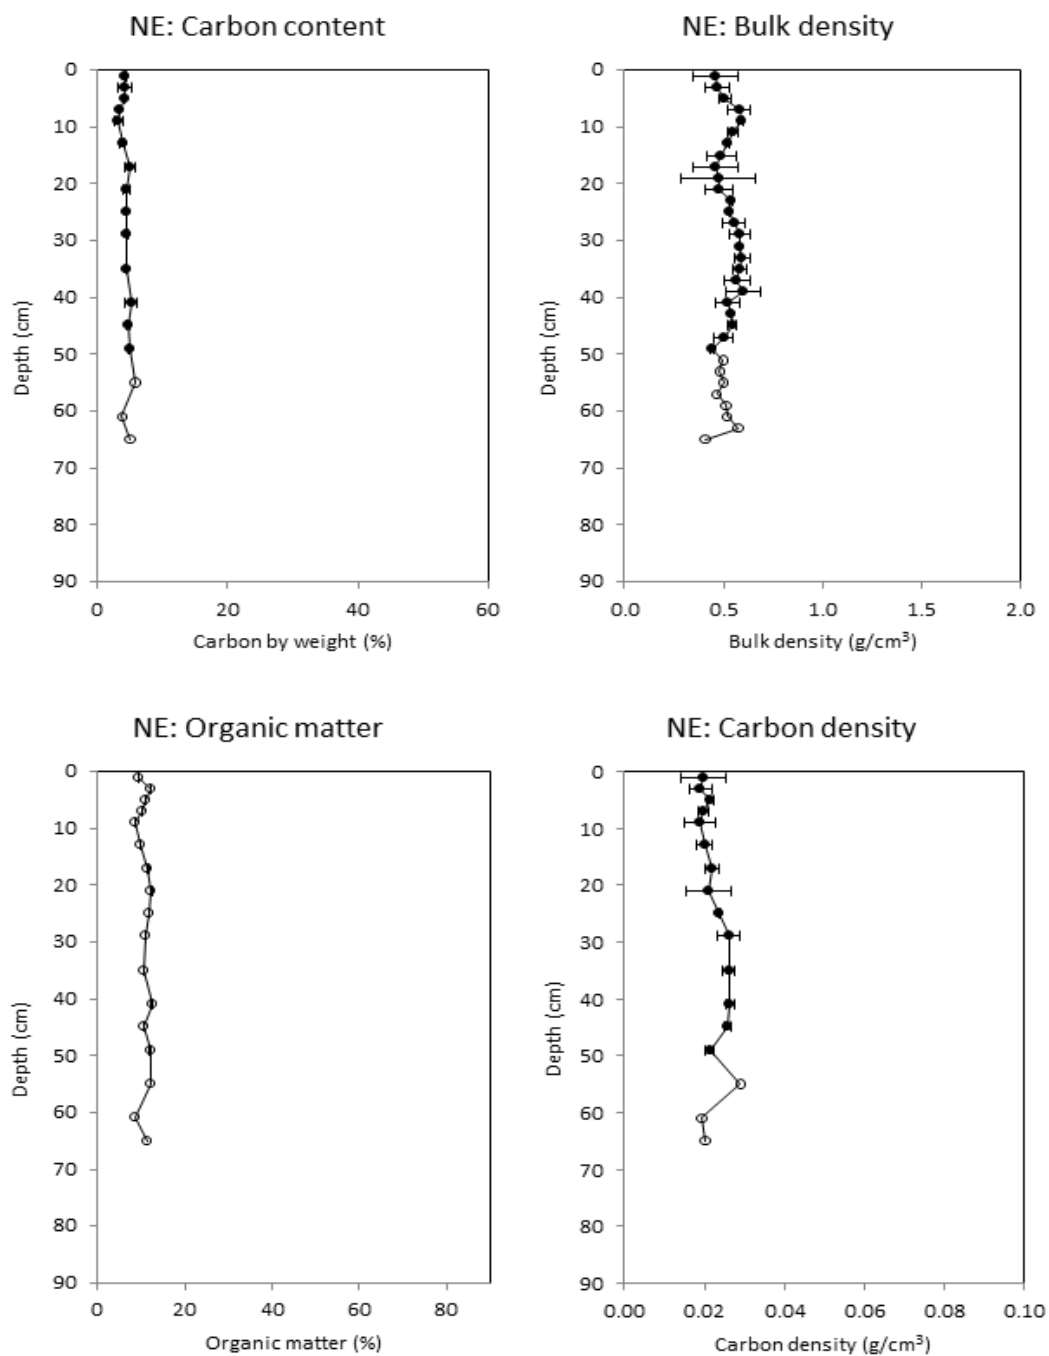 NE: Carbon content
0
10
20
30
40
50
60
70
80
90
Depth (cm)
0 20 40 60
Carbon by weight (%)
NE: Bulk density
0
10
20
30
40
50
60
70
80
90
Depth (cm)
0.0 0.5 1.0 1.5 2.0
Bulk density (g/cm³)
NE: Organic matter
0
10
20
30
40
50
60
70
80
90
Depth (cm)
0 20 40 60 80
Organic matter (%)
NE: Carbon density
0
10
20
30
40
50
60
70
80
90
Depth (cm)
0.00 0.02 0.04 0.06 0.08 0.10
Carbon density (g/cm³)